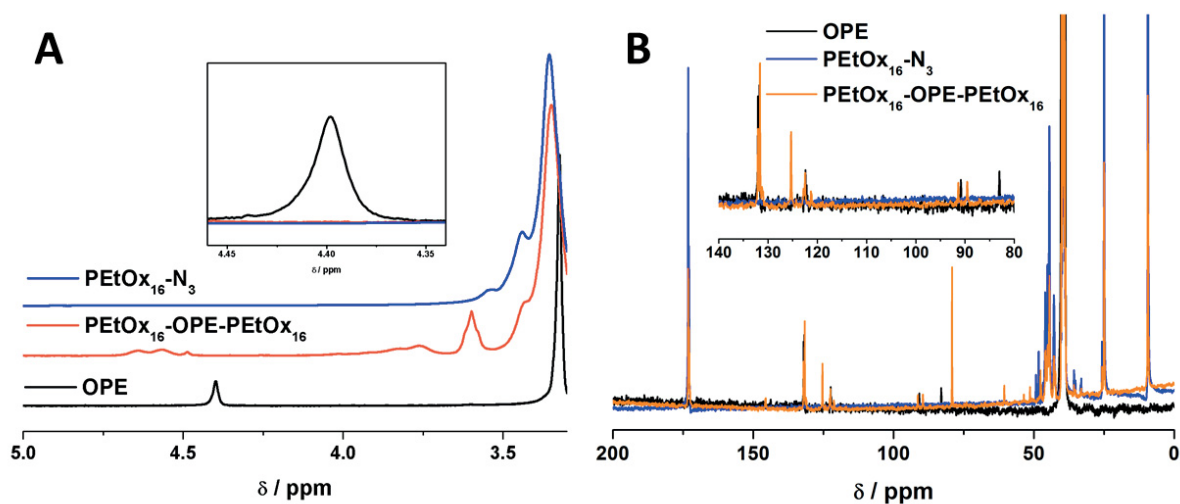 A
4.45 4.40 4.35
δ / ppm
PEtOx₁₆-N₃
PEtOx₁₆-OPE-PEtOx₁₆
OPE
5.0 4.5 4.0 3.5
δ / ppm
B
OPE
PEtOx₁₆-N₃
PEtOx₁₆-OPE-PEtOx₁₆
140 130 120 110 100 90 80
200 150 100 50 0
δ / ppm